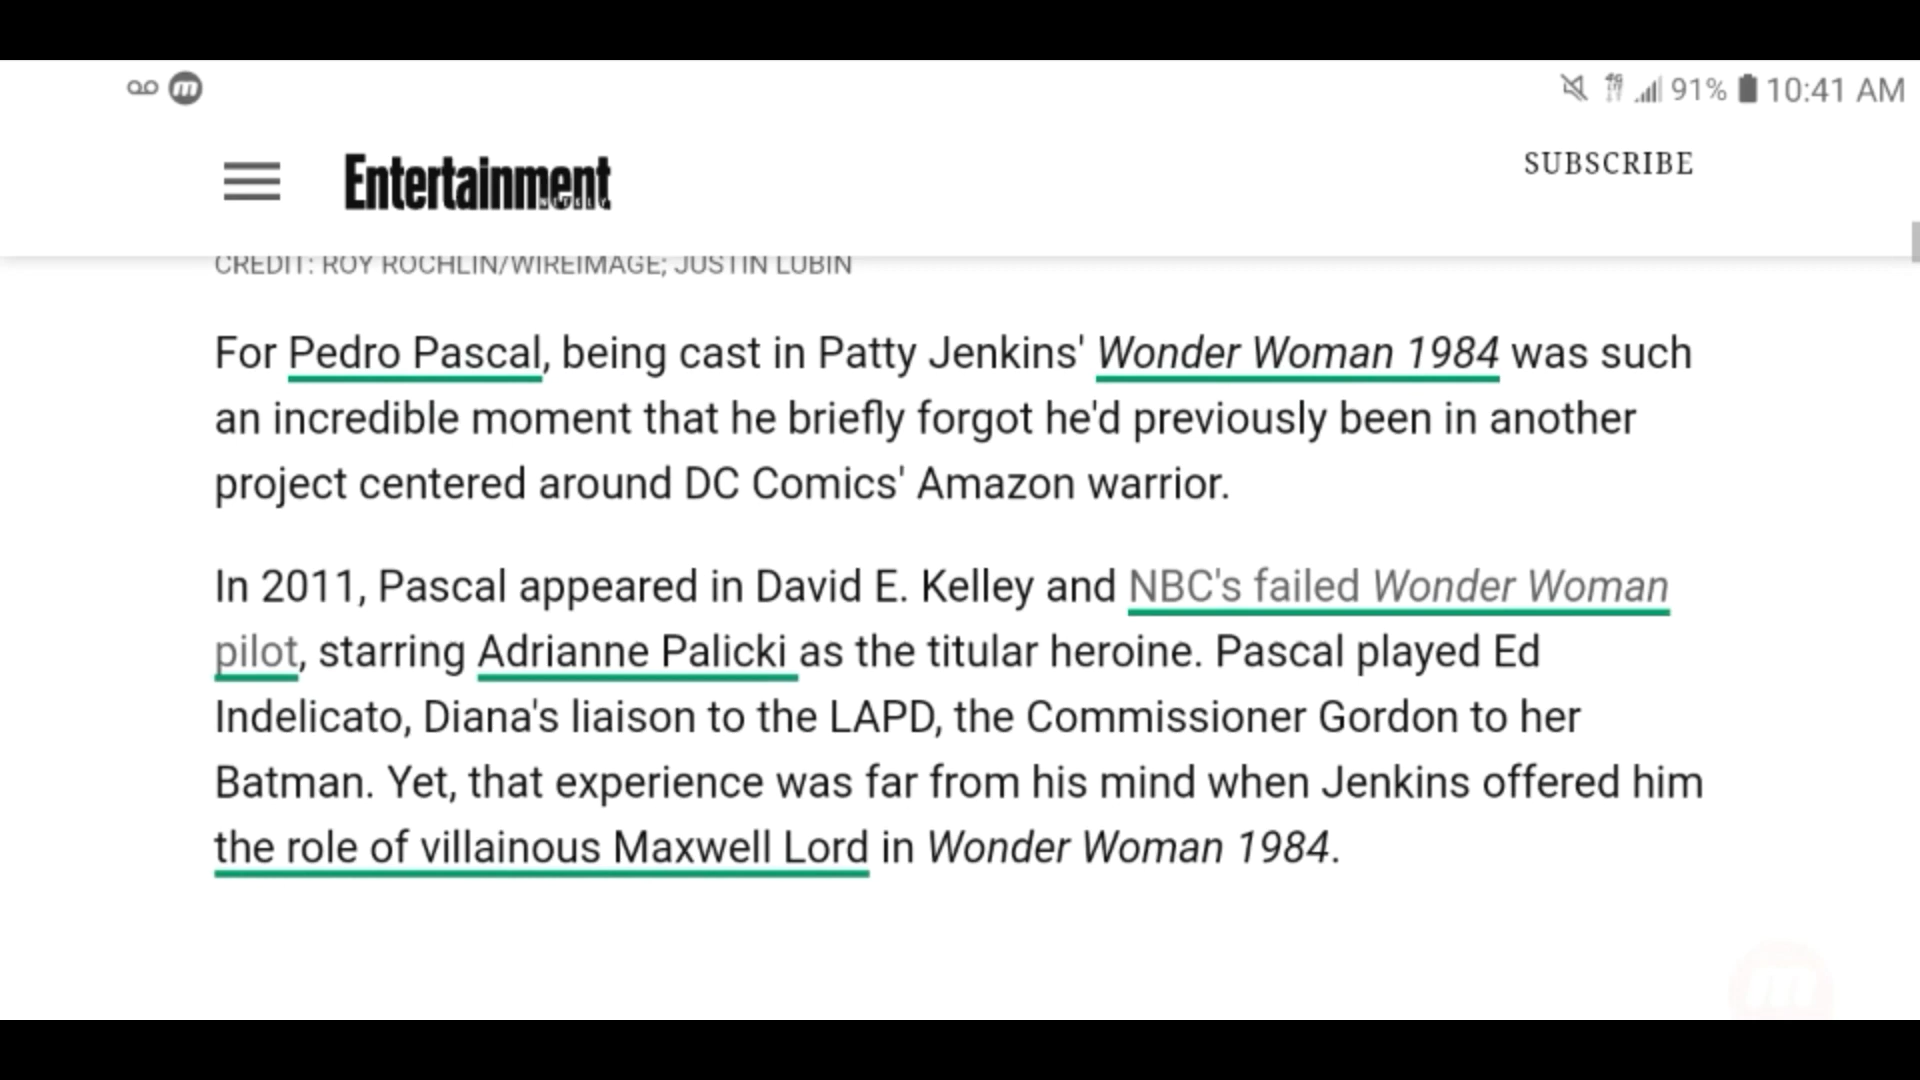 91% 10:41 AM
Entertainment
WEEKLY
SUBSCRIBE
CREDIT: ROY ROCHLIN/WIREIMAGE; JUSTIN LUBIN
For Pedro Pascal, being cast in Patty Jenkins' Wonder Woman 1984 was such
an incredible moment that he briefly forgot he'd previously been in another
project centered around DC Comics' Amazon warrior.
In 2011, Pascal appeared in David E. Kelley and NBC's failed Wonder Woman
pilot, starring Adrianne Palicki as the titular heroine. Pascal played Ed
Indelicato, Diana's liaison to the LAPD, the Commissioner Gordon to her
Batman. Yet, that experience was far from his mind when Jenkins offered him
the role of villainous Maxwell Lord in Wonder Woman 1984.